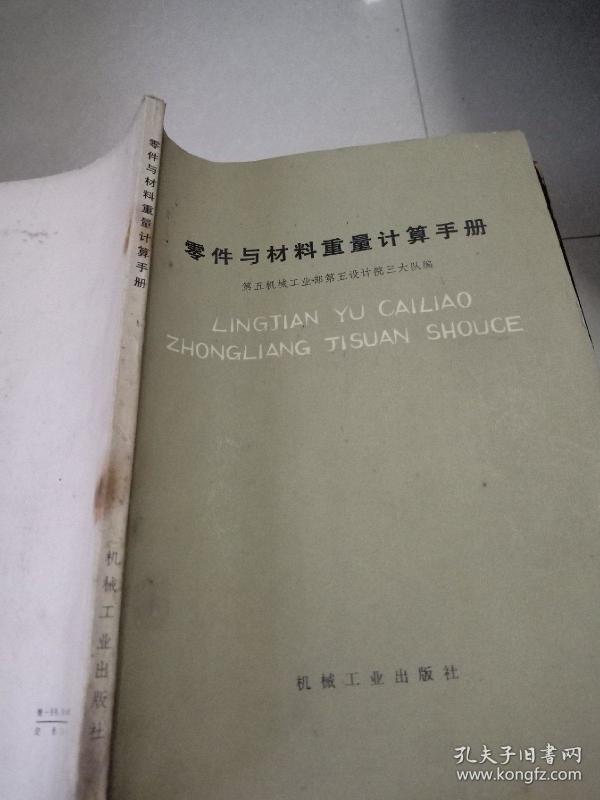 零件与材料重量计算手册
第五机械工业部第五设计院三大队编
LINGJIAN YU CAILIAO
ZHONGLIANG JISUAN SHOUCE
机械工业出版社
零件与材料重量计算手册
机械工业出版社
孔夫子旧书网
www.kongfz.com